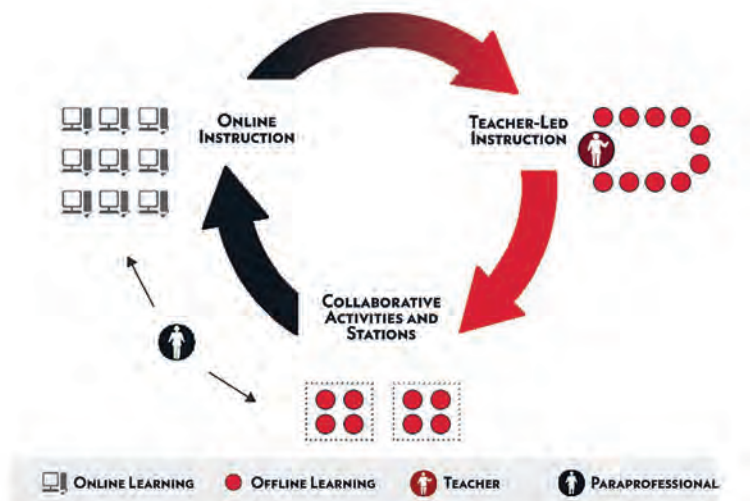 ONLINE
INSTRUCTION
TEACHER-LED
INSTRUCTION
COLLABORATIVE
ACTIVITIES AND
STATIONS
ONLINE LEARNING
OFFLINE LEARNING
TEACHER
PARAPROFESSIONAL